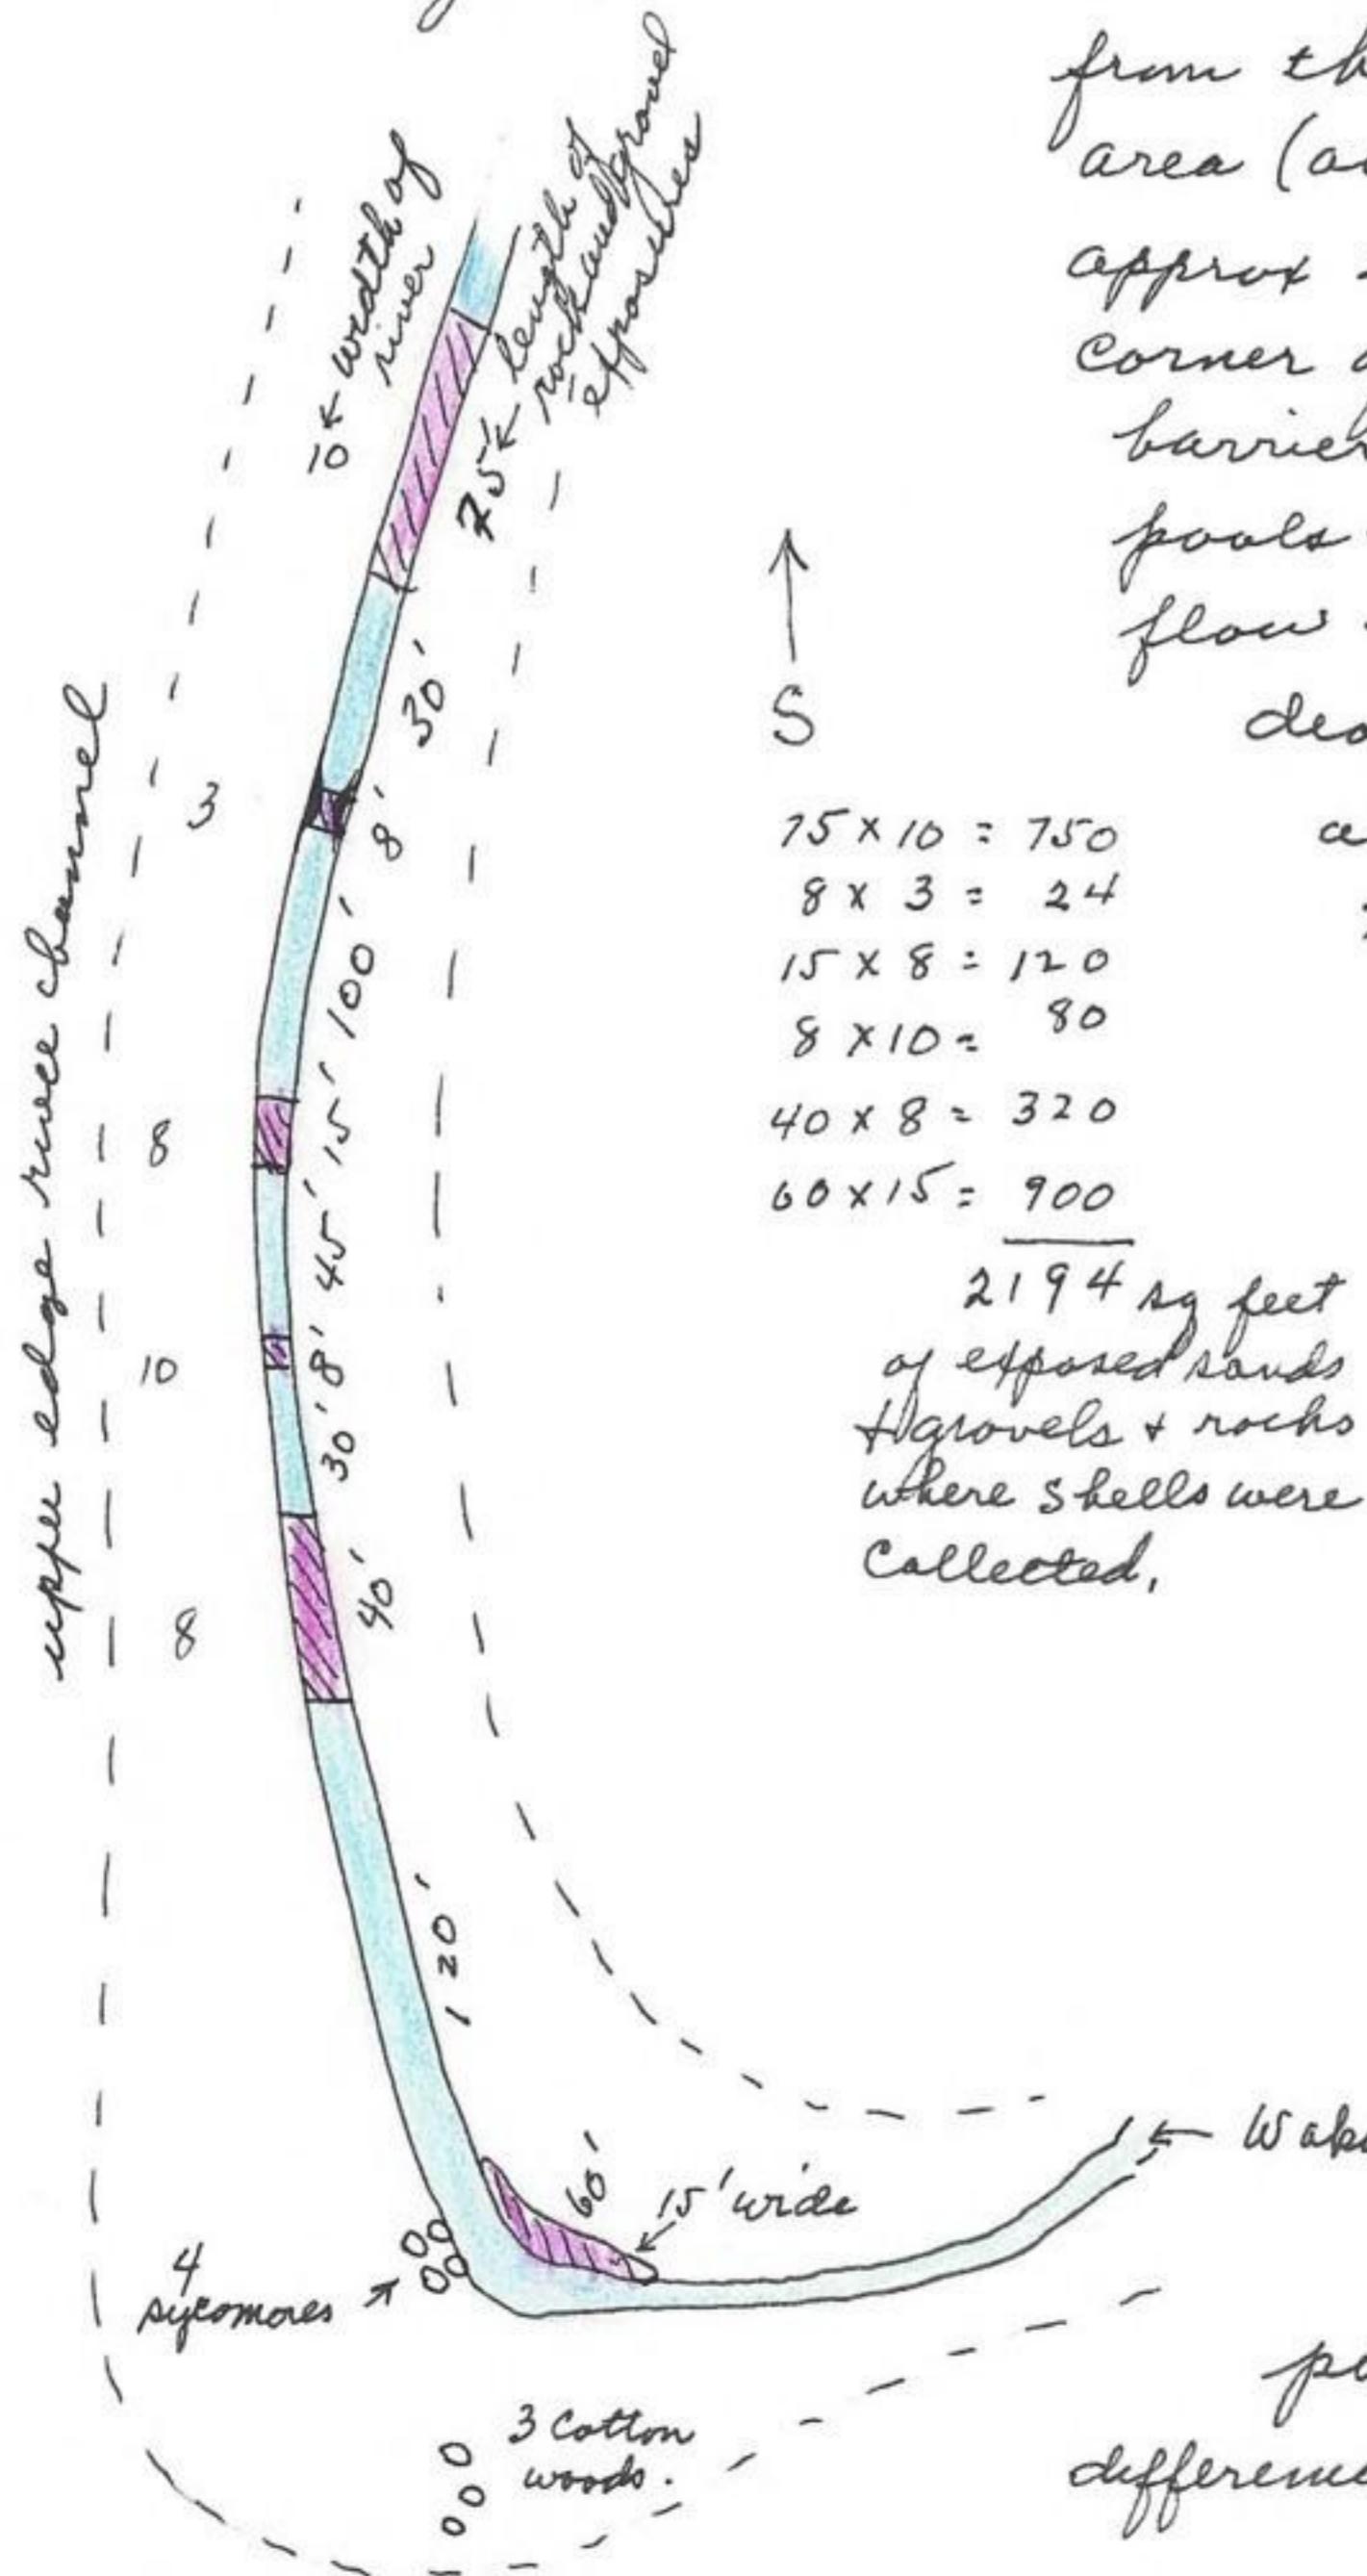 width of
river
10
length of
rock and gravel
exposures
75'
30'
3
8'
100'
8
15'
45'
10
8'
30'
8
40'
120'
60'
15' wide
4
sycamores
3 Cotton
woods.
upper edge river channel
S
75 x 10 = 750
8 x 3 = 24
15 x 8 = 120
8 x 10 = 80
40 x 8 = 320
60 x 15 = 900
2194 sq feet
of exposed sands
+ gravels + rocks
where shells were
Collected.
from th
area (a
approx
corner
barrier
pools
flow
dea
Wak
differen